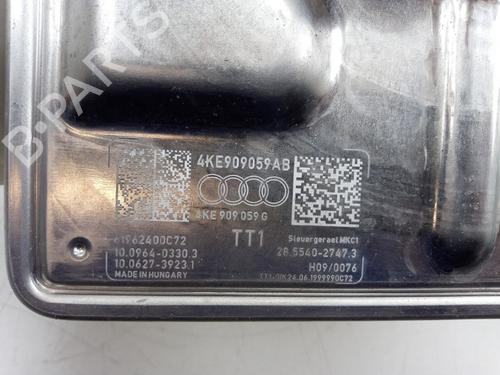 B-PARTS
4KE909059AB
4KE 909 059 G
61962400C72
TT1
Steuergeraet MKC1
10.0964-0330.3
28.5540-2747.3
10.0627-3923.1
H09/0076
MADE IN HUNGARY